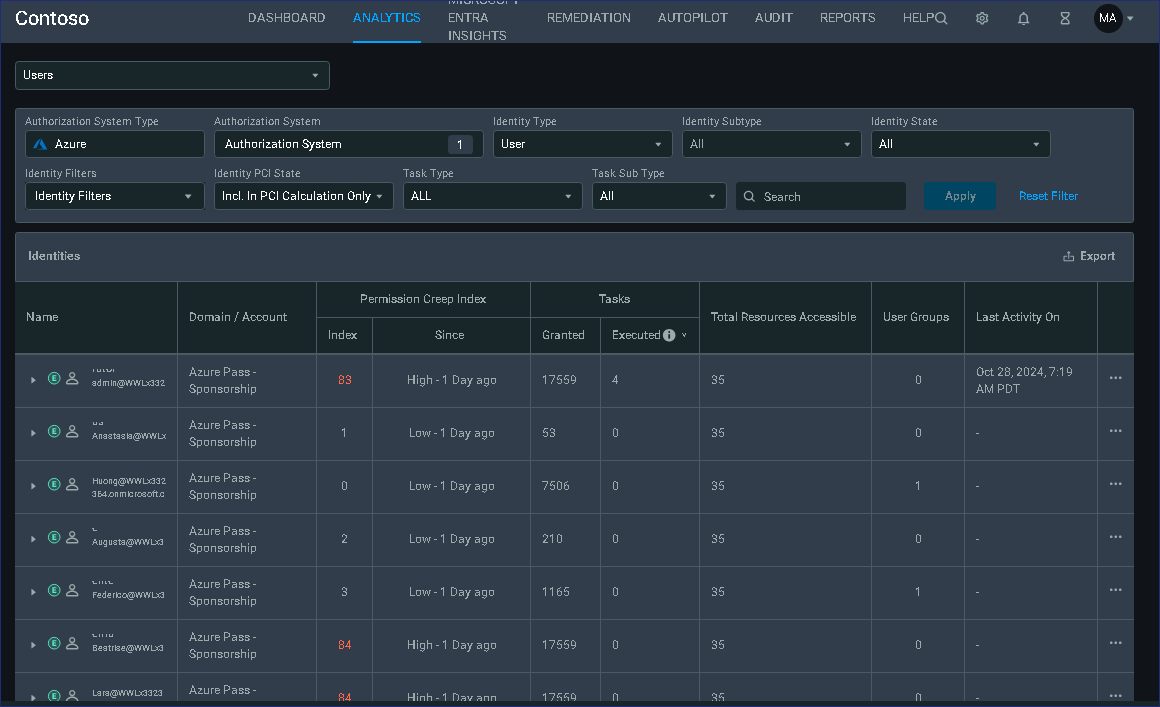 Contoso
DASHBOARD
ANALYTICS
MICROSOFT
ENTRA
INSIGHTS
REMEDIATION
AUTOPILOT
AUDIT
REPORTS
HELP
MA
Users
Authorization System Type
Authorization System
Identity Type
Identity Subtype
Identity State
Azure
Authorization System 1
User
All
All
Identity Filters
Identity PCI State
Task Type
Task Sub Type
Identity Filters
Incl. In PCI Calculation Only
ALL
All
Search
Apply
Reset Filter
Identities
Export
Name
Domain / Account
Permission Creep Index
Index
Since
Tasks
Granted
Executed
Total Resources Accessible
User Groups
Last Activity On
E
admin@WWLx332
Azure Pass -
Sponsorship
83
High - 1 Day ago
17559
4
35
0
Oct 28, 2024, 7:19
AM PDT
...
E
Anastasia@WWLx
Azure Pass -
Sponsorship
1
Low - 1 Day ago
53
0
35
0
-
...
E
Huong@WWLx332
364.onmicrosoft.c
Azure Pass -
Sponsorship
0
Low - 1 Day ago
7506
0
35
1
-
...
E
Augusta@WWLx3
Azure Pass -
Sponsorship
2
Low - 1 Day ago
210
0
35
0
-
...
E
Federico@WWLx3
Azure Pass -
Sponsorship
3
Low - 1 Day ago
1165
0
35
1
-
...
E
Beatrise@WWLx3
Azure Pass -
Sponsorship
84
High - 1 Day ago
17559
0
35
0
-
...
E
Lara@WWLx3323
Azure Pass -
84
High - 1 Day ago
17559
0
35
0
-
...